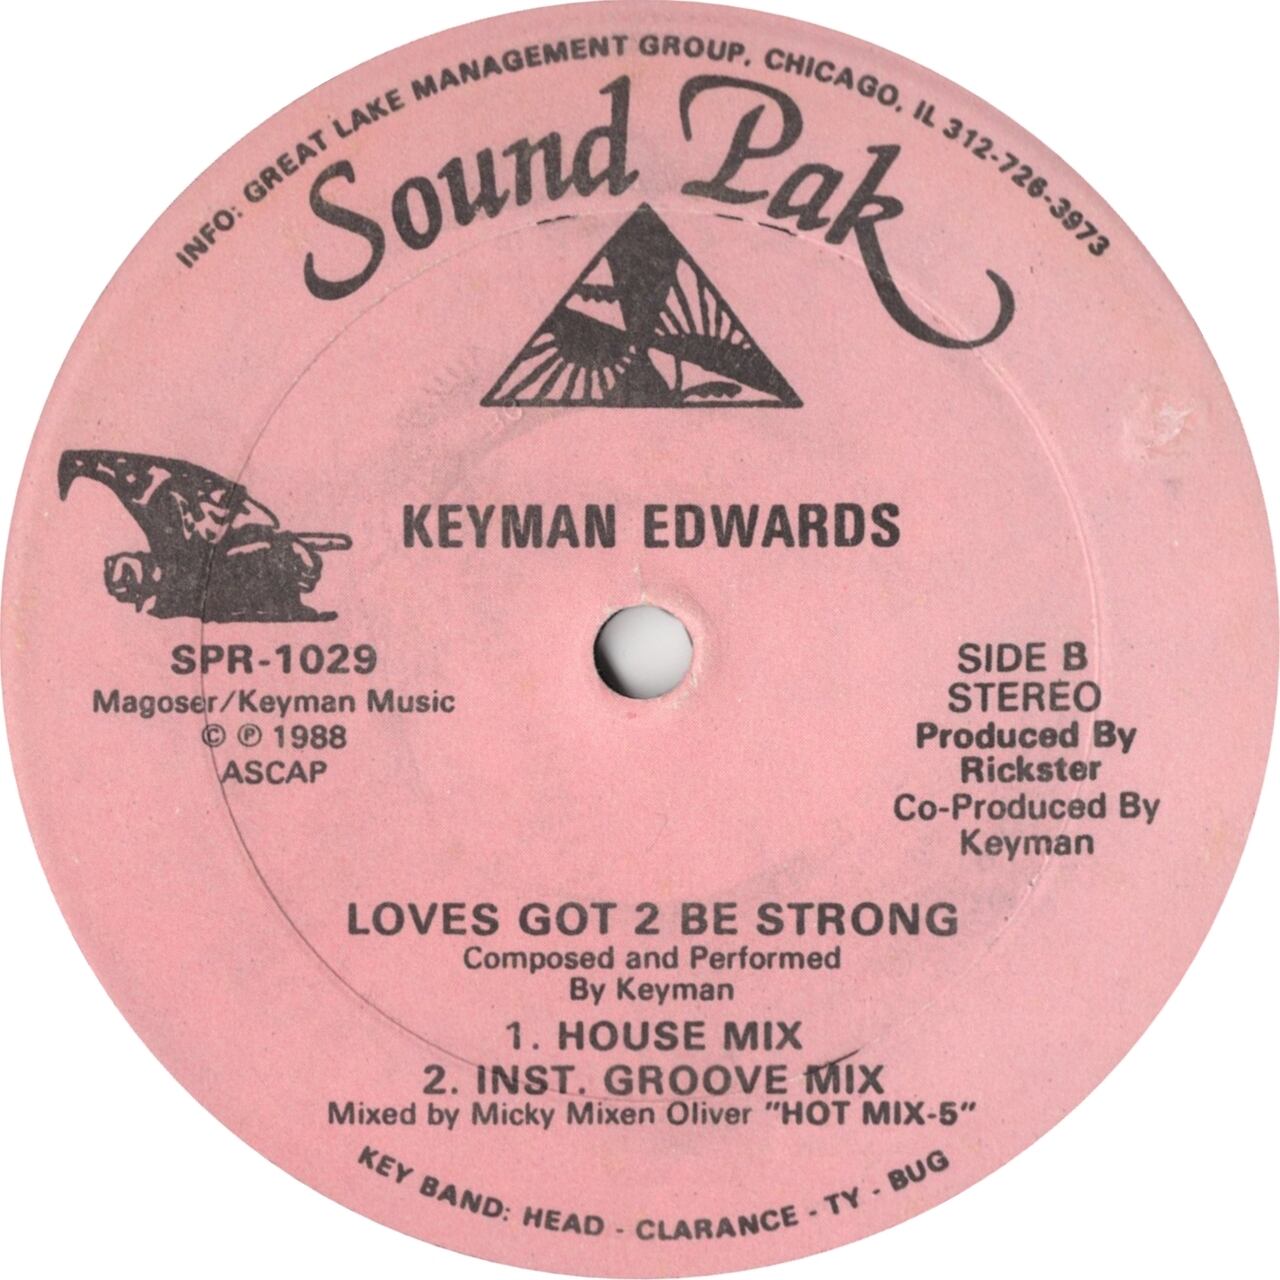 INFO: GREAT LAKE MANAGEMENT GROUP, CHICAGO, IL 312-726-3973
Sound Pak
KEYMAN EDWARDS
SPR-1029
Magoser/Keyman Music
© ℗ 1988
ASCAP
SIDE B
STEREO
Produced By
Rickster
Co-Produced By
Keyman
LOVES GOT 2 BE STRONG
Composed and Performed
By Keyman
1. HOUSE MIX
2. INST. GROOVE MIX
Mixed by Micky Mixen Oliver "HOT MIX-5"
KEY BAND: HEAD - CLARANCE - TY - BUG